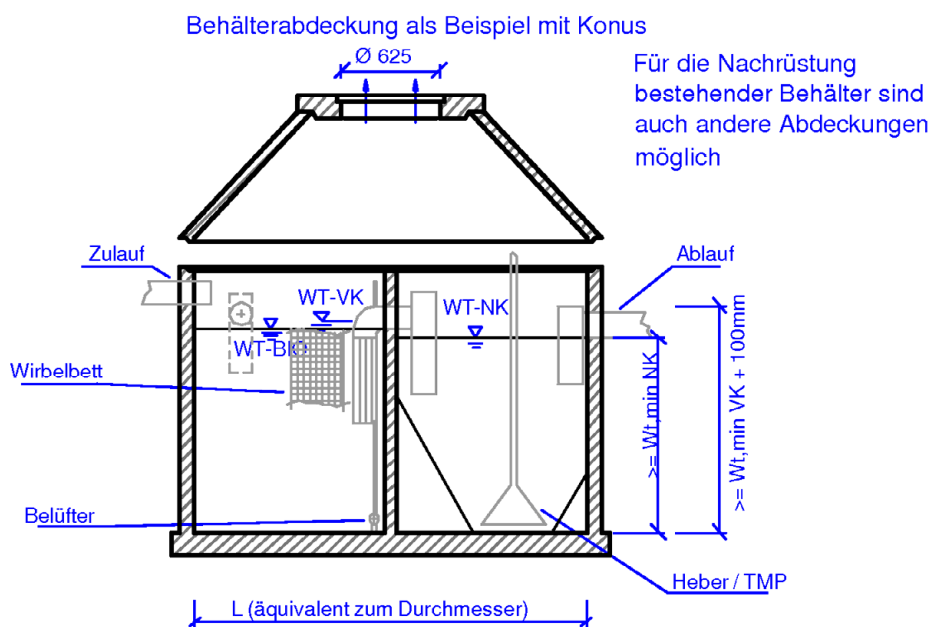 Behälterabdeckung als Beispiel mit Konus
Ø 625
Für die Nachrüstung
bestehender Behälter sind
auch andere Abdeckungen
möglich
Zulauf
Ablauf
WT-VK
WT-NK
WT-BIO
Wirbelbett
>= Wt,min NK
>= Wt,min VK + 100mm
Belüfter
Heber / TMP
L (äquivalent zum Durchmesser)